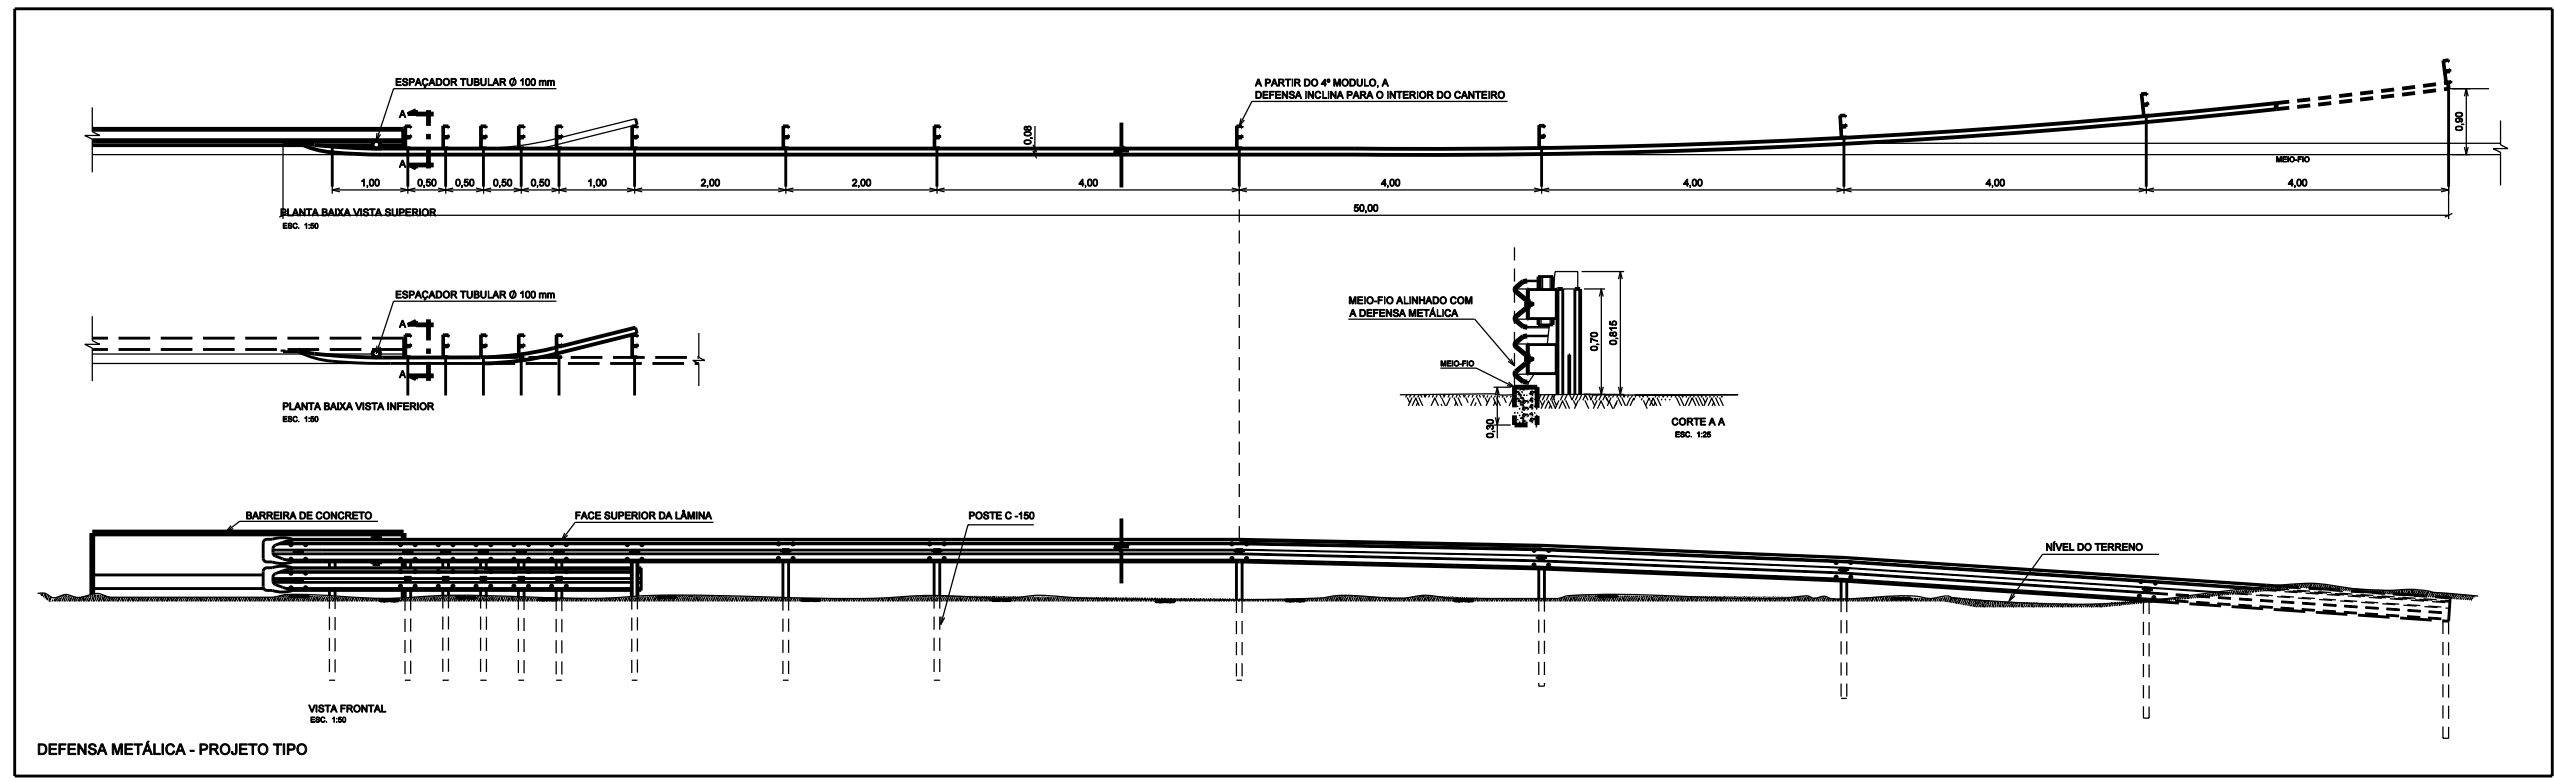 ESPAÇADOR TUBULAR Ø 100 mm
A PARTIR DO 4º MODULO, A
DEFENSA INCLINA PARA O INTERIOR DO CANTEIRO
A
A
0,08
0,90
MEIO-FIO
1,00 0,50 0,50 0,50 0,50 1,00 2,00 2,00 4,00 4,00 4,00 4,00 4,00
50,00
PLANTA BAIXA VISTA SUPERIOR
ESC. 1:50
ESPAÇADOR TUBULAR Ø 100 mm
A
A
PLANTA BAIXA VISTA INFERIOR
ESC. 1:50
MEIO-FIO ALINHADO COM
A DEFENSA METÁLICA
MEIO-FIO
0,70
0,815
0,30
CORTE A A
ESC. 1:25
BARREIRA DE CONCRETO
FACE SUPERIOR DA LÂMINA
POSTE C -150
NÍVEL DO TERRENO
VISTA FRONTAL
ESC. 1:50
DEFENSA METÁLICA - PROJETO TIPO